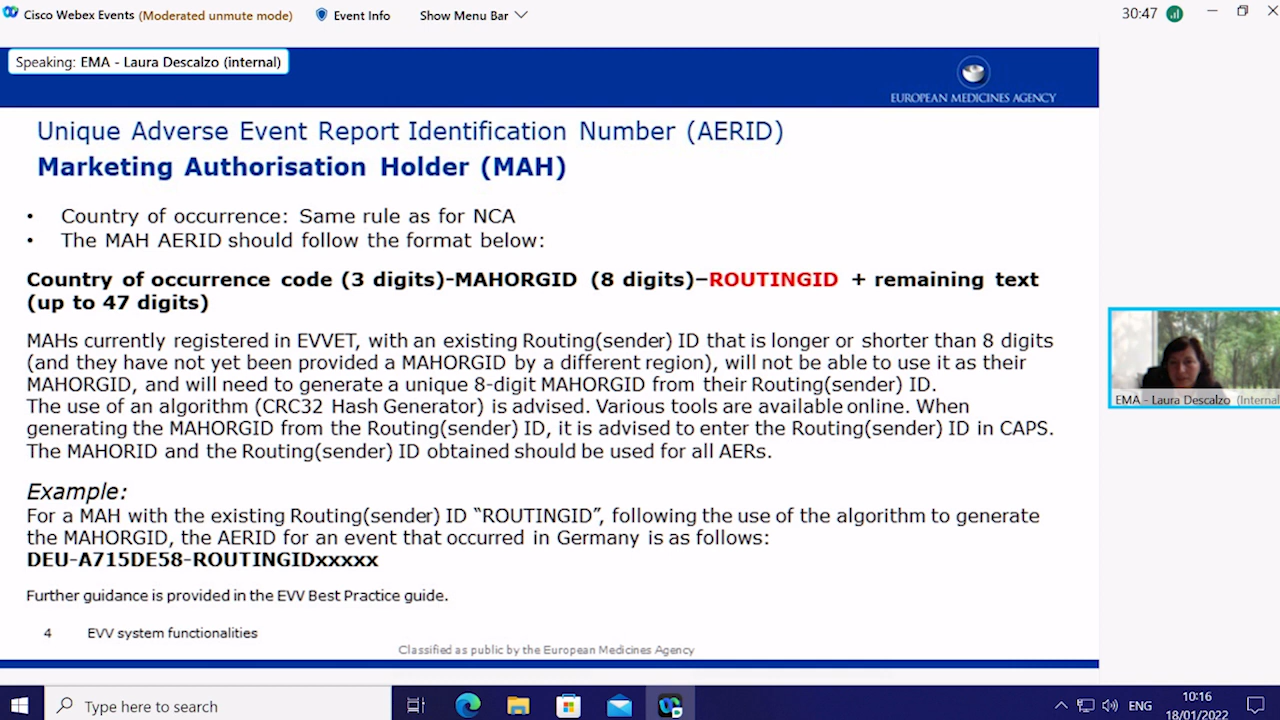 Cisco Webex Events (Moderated unmute mode)
Event Info
Show Menu Bar
30:47
Speaking: EMA - Laura Descalzo (internal)
EUROPEAN MEDICINES AGENCY
Unique Adverse Event Report Identification Number (AERID)
Marketing Authorisation Holder (MAH)
• Country of occurrence: Same rule as for NCA
• The MAH AERID should follow the format below:
Country of occurrence code (3 digits)-MAHORGID (8 digits)–ROUTINGID + remaining text
(up to 47 digits)
MAHs currently registered in EVVET, with an existing Routing(sender) ID that is longer or shorter than 8 digits
(and they have not yet been provided a MAHORGID by a different region), will not be able to use it as their
MAHORGID, and will need to generate a unique 8-digit MAHORGID from their Routing(sender) ID.
The use of an algorithm (CRC32 Hash Generator) is advised. Various tools are available online. When
generating the MAHORGID from the Routing(sender) ID, it is advised to enter the Routing(sender) ID in CAPS.
The MAHORID and the Routing(sender) ID obtained should be used for all AERs.
Example:
For a MAH with the existing Routing(sender) ID “ROUTINGID”, following the use of the algorithm to generate
the MAHORGID, the AERID for an event that occurred in Germany is as follows:
DEU-A715DE58-ROUTINGIDxxxxx
Further guidance is provided in the EVV Best Practice guide.
4 EVV system functionalities
Classified as public by the European Medicines Agency
EMA - Laura Descalzo (Internal
Type here to search
ENG
10:16
18/01/2022